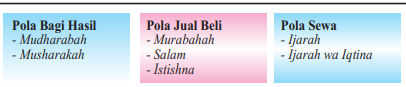 Pola Bagi Hasil
- Mudharabah
- Musharakah
Pola Jual Beli
- Murabahah
- Salam
- Istishna
Pola Sewa
- Ijarah
- Ijarah wa Iqtina